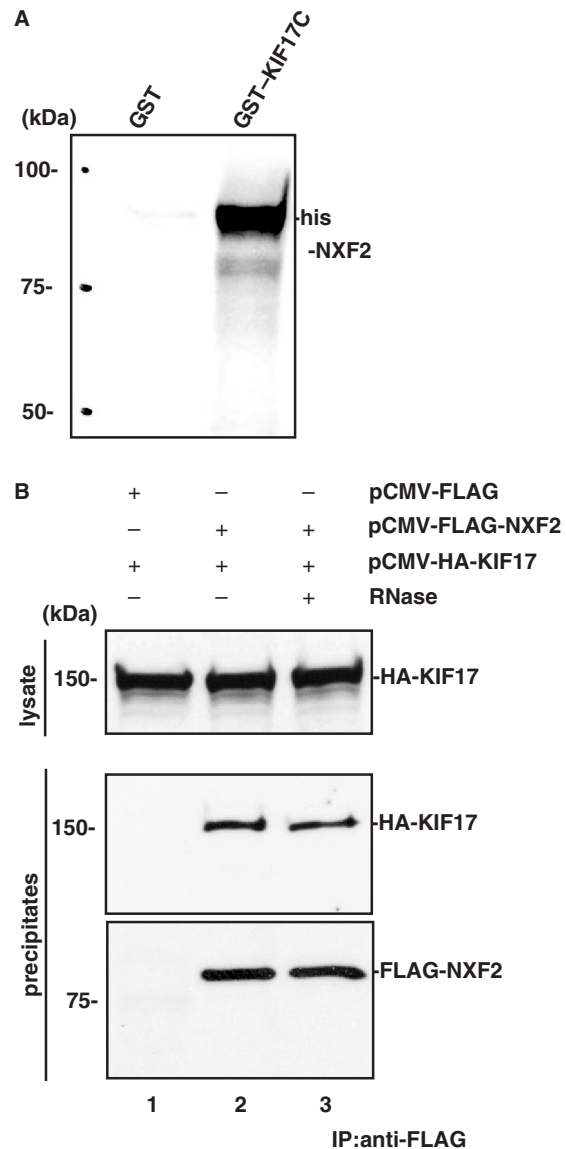 A
GST
GST–KIF17C
(kDa)
100-
-his
-NXF2
75-
50-
B
+ – – pCMV-FLAG
– + + pCMV-FLAG-NXF2
+ + + pCMV-HA-KIF17
– – + RNase
(kDa)
lysate
150-
-HA-KIF17
precipitates
150-
-HA-KIF17
-FLAG-NXF2
75-
1 2 3
IP:anti-FLAG